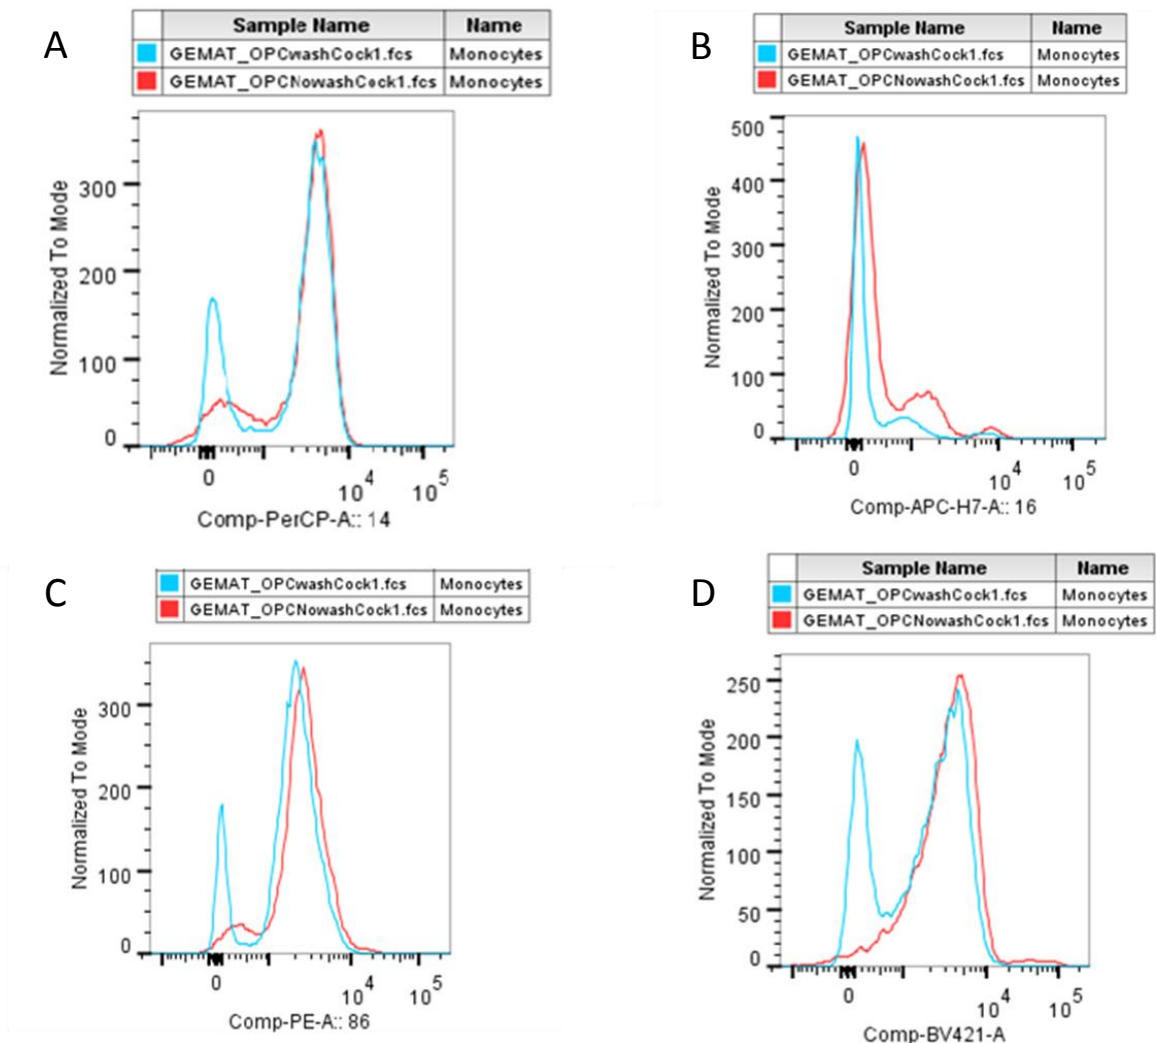 A
Sample Name Name
GEMAT_OPCwashCock1.fcs Monocytes
GEMAT_OPCNowashCock1.fcs Monocytes
300
200
100
0
Normalized To Mode
0 10^4 10^5
Comp-PerCP-A:: 14
B
Sample Name Name
GEMAT_OPCwashCock1.fcs Monocytes
GEMAT_OPCNowashCock1.fcs Monocytes
500
400
300
200
100
0
Normalized To Mode
0 10^4 10^5
Comp-APC-H7-A:: 16
C
GEMAT_OPCwashCock1.fcs Monocytes
GEMAT_OPCNowashCock1.fcs Monocytes
300
200
100
0
Normalized To Mode
0 10^4 10^5
Comp-PE-A:: 86
D
Sample Name Name
GEMAT_OPCwashCock1.fcs Monocytes
GEMAT_OPCNowashCock1.fcs Monocytes
250
200
150
100
50
0
Normalized To Mode
0 10^4 10^5
Comp-BV421-A